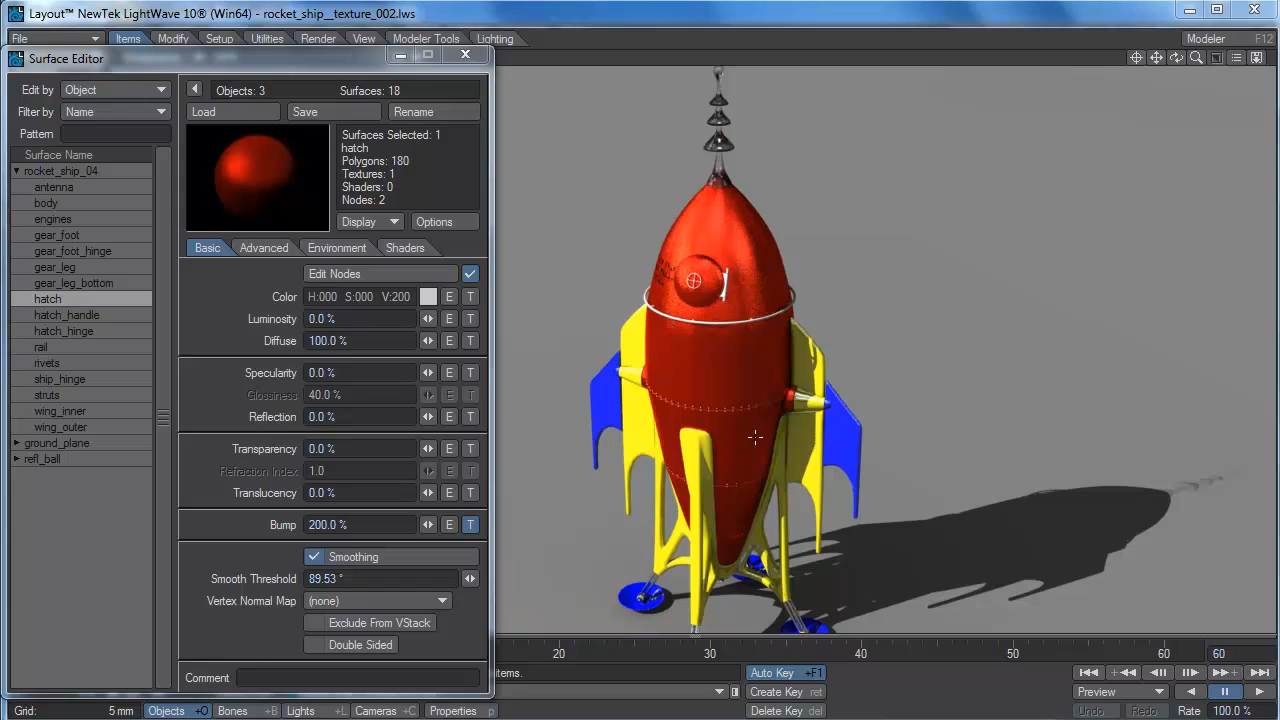 Layout™ NewTek LightWave 10® (Win64) - rocket_ship__texture_002.lws
File Items Modify Setup Utilities Render View Modeler Tools Lighting Modeler F12
Surface Editor
Edit by Object
Filter by Name
Pattern
Surface Name
rocket_ship_04
antenna
body
engines
gear_foot
gear_foot_hinge
gear_leg
gear_leg_bottom
hatch
hatch_handle
hatch_hinge
rail
rivets
ship_hinge
struts
wing_inner
wing_outer
ground_plane
refl_ball
Objects: 3 Surfaces: 18
Load Save Rename
Surfaces Selected: 1
hatch
Polygons: 180
Textures: 1
Shaders: 0
Nodes: 2
Display Options
Basic Advanced Environment Shaders
Edit Nodes
Color H:000 S:000 V:200 E T
Luminosity 0.0 % E T
Diffuse 100.0 % E T
Specularity 0.0 % E T
Glossiness 40.0 % E T
Reflection 0.0 % E T
Transparency 0.0 % E T
Refraction Index 1.0 E T
Translucency 0.0 % E T
Bump 200.0 % E T
Smoothing
Smooth Threshold 89.53 °
Vertex Normal Map (none)
Exclude From VStack
Double Sided
Comment
20 30 40 50 60 60
items. Auto Key +F1
Create Key ret Preview
Delete Key del Undo Redo Rate 100.0 %
Grid: 5 mm Objects +O Bones +B Lights +L Cameras +C Properties p